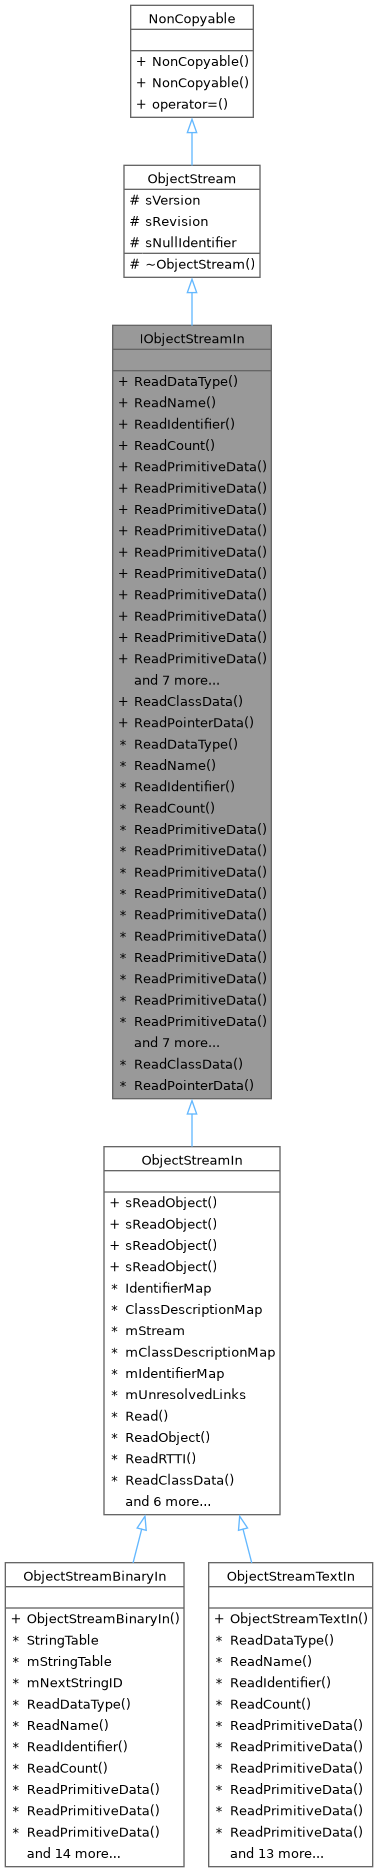 NonCopyable
+ NonCopyable()
+ NonCopyable()
+ operator=()
ObjectStream
# sVersion
# sRevision
# sNullIdentifier
# ~ObjectStream()
IObjectStreamIn
+ ReadDataType()
+ ReadName()
+ ReadIdentifier()
+ ReadCount()
+ ReadPrimitiveData()
+ ReadPrimitiveData()
+ ReadPrimitiveData()
+ ReadPrimitiveData()
+ ReadPrimitiveData()
+ ReadPrimitiveData()
+ ReadPrimitiveData()
+ ReadPrimitiveData()
+ ReadPrimitiveData()
+ ReadPrimitiveData()
and 7 more...
+ ReadClassData()
+ ReadPointerData()
* ReadDataType()
* ReadName()
* ReadIdentifier()
* ReadCount()
* ReadPrimitiveData()
* ReadPrimitiveData()
* ReadPrimitiveData()
* ReadPrimitiveData()
* ReadPrimitiveData()
* ReadPrimitiveData()
* ReadPrimitiveData()
* ReadPrimitiveData()
* ReadPrimitiveData()
* ReadPrimitiveData()
and 7 more...
* ReadClassData()
* ReadPointerData()
ObjectStreamIn
+ sReadObject()
+ sReadObject()
+ sReadObject()
+ sReadObject()
* IdentifierMap
* ClassDescriptionMap
* mStream
* mClassDescriptionMap
* mIdentifierMap
* mUnresolvedLinks
* Read()
* ReadObject()
* ReadRTTI()
* ReadClassData()
and 6 more...
ObjectStreamBinaryIn
+ ObjectStreamBinaryIn()
* StringTable
* mStringTable
* mNextStringID
* ReadDataType()
* ReadName()
* ReadIdentifier()
* ReadCount()
* ReadPrimitiveData()
* ReadPrimitiveData()
* ReadPrimitiveData()
and 14 more...
ObjectStreamTextIn
+ ObjectStreamTextIn()
* ReadDataType()
* ReadName()
* ReadIdentifier()
* ReadCount()
* ReadPrimitiveData()
* ReadPrimitiveData()
* ReadPrimitiveData()
* ReadPrimitiveData()
* ReadPrimitiveData()
* ReadPrimitiveData()
and 13 more...